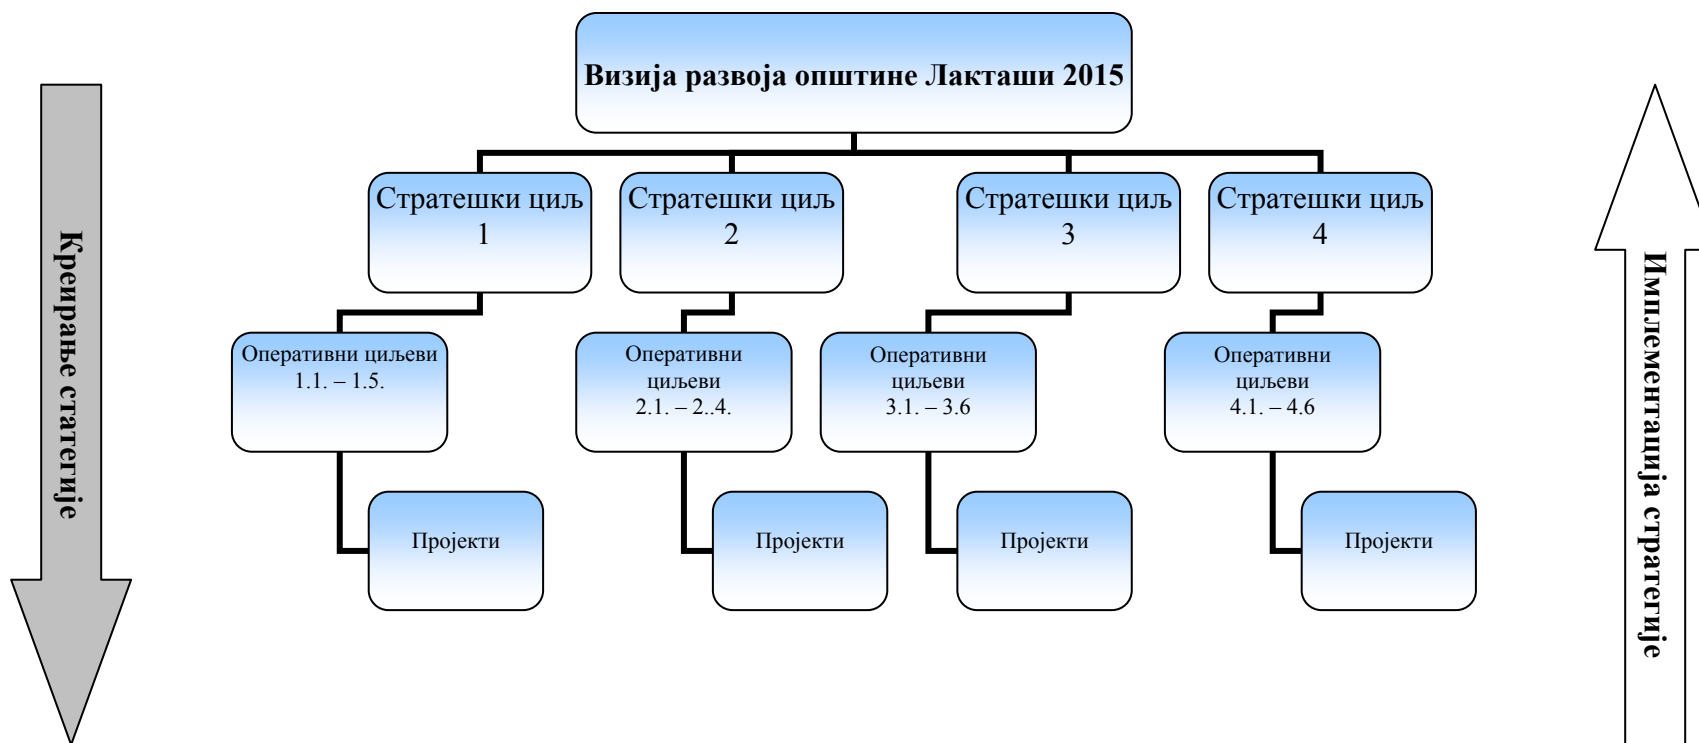 Визија развоја општине Лакташи 2015
Креирање статегије
Имплементација стратегије
Стратешки циљ
1
Стратешки циљ
2
Стратешки циљ
3
Стратешки циљ
4
Оперативни циљеви
1.1. – 1.5.
Оперативни
циљеви
2.1. – 2..4.
Оперативни
циљеви
3.1. – 3.6
Оперативни
циљеви
4.1. – 4.6
Пројекти
Пројекти
Пројекти
Пројекти